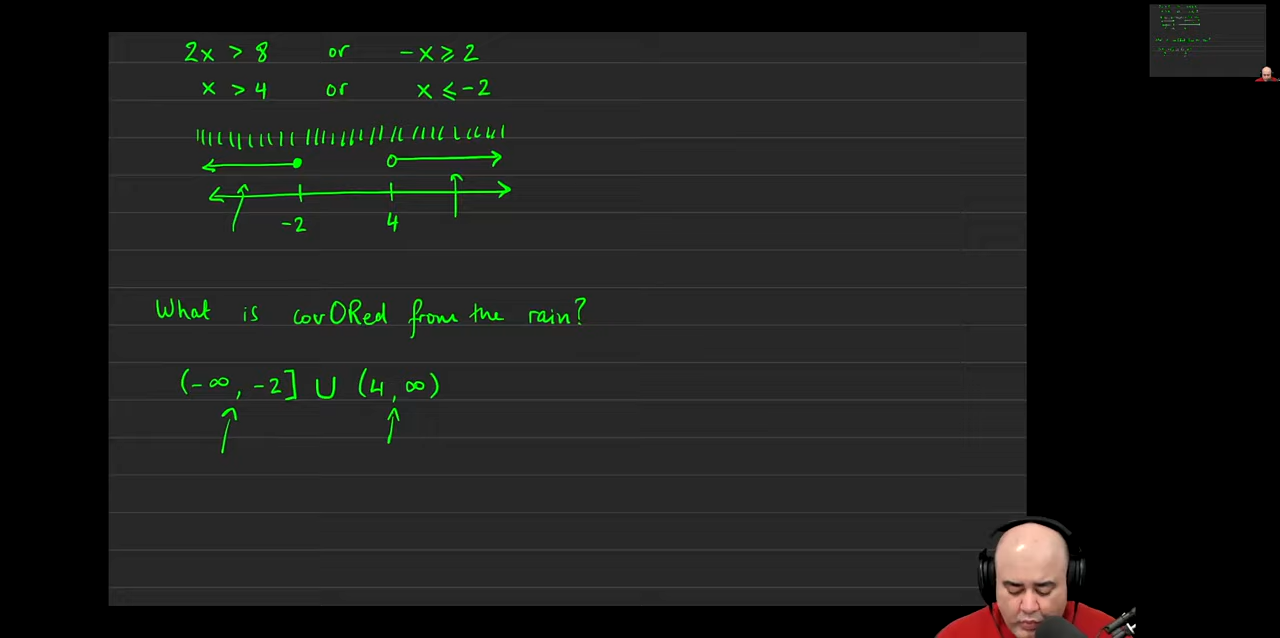 2x > 8 or -x ⩾ 2
x > 4 or x ⩽ -2
-2 4
What is covORed from the rain?
(-∞, -2] ∪ (4, ∞)